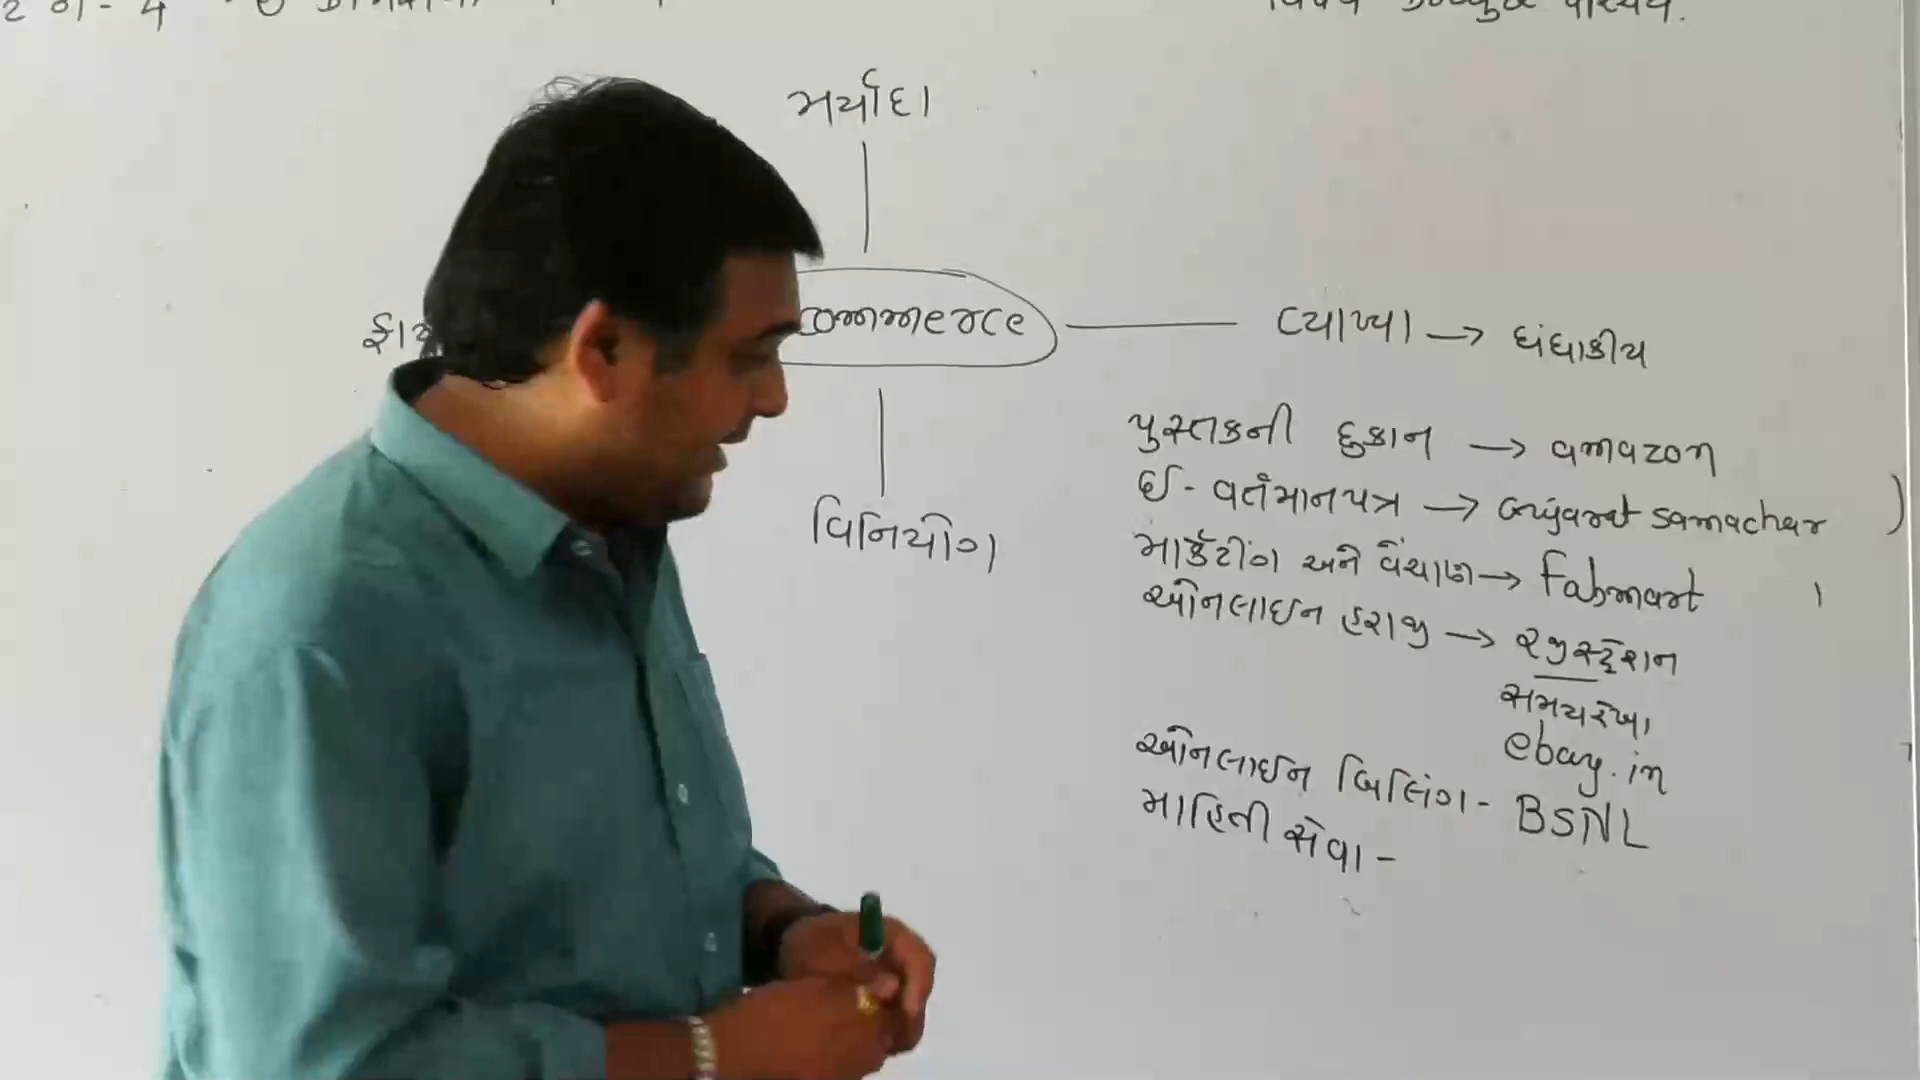 મર્યાદા
commerce
વ્યાખ્યા → ધંધાકીય
પુસ્તકની દુકાન → amazon
ઈ- વર્તમાનપત્ર → Gujarat samachar
વિનિયોગ
માર્કેટીંગ અને વેંચાણ → Fabmart
ઓનલાઈન હરાજી → રજીસ્ટ્રેશન
સમયરેખા
ebay.in
ઓનલાઈન બિલિંગ - BSNL
માહિતી સેવા -